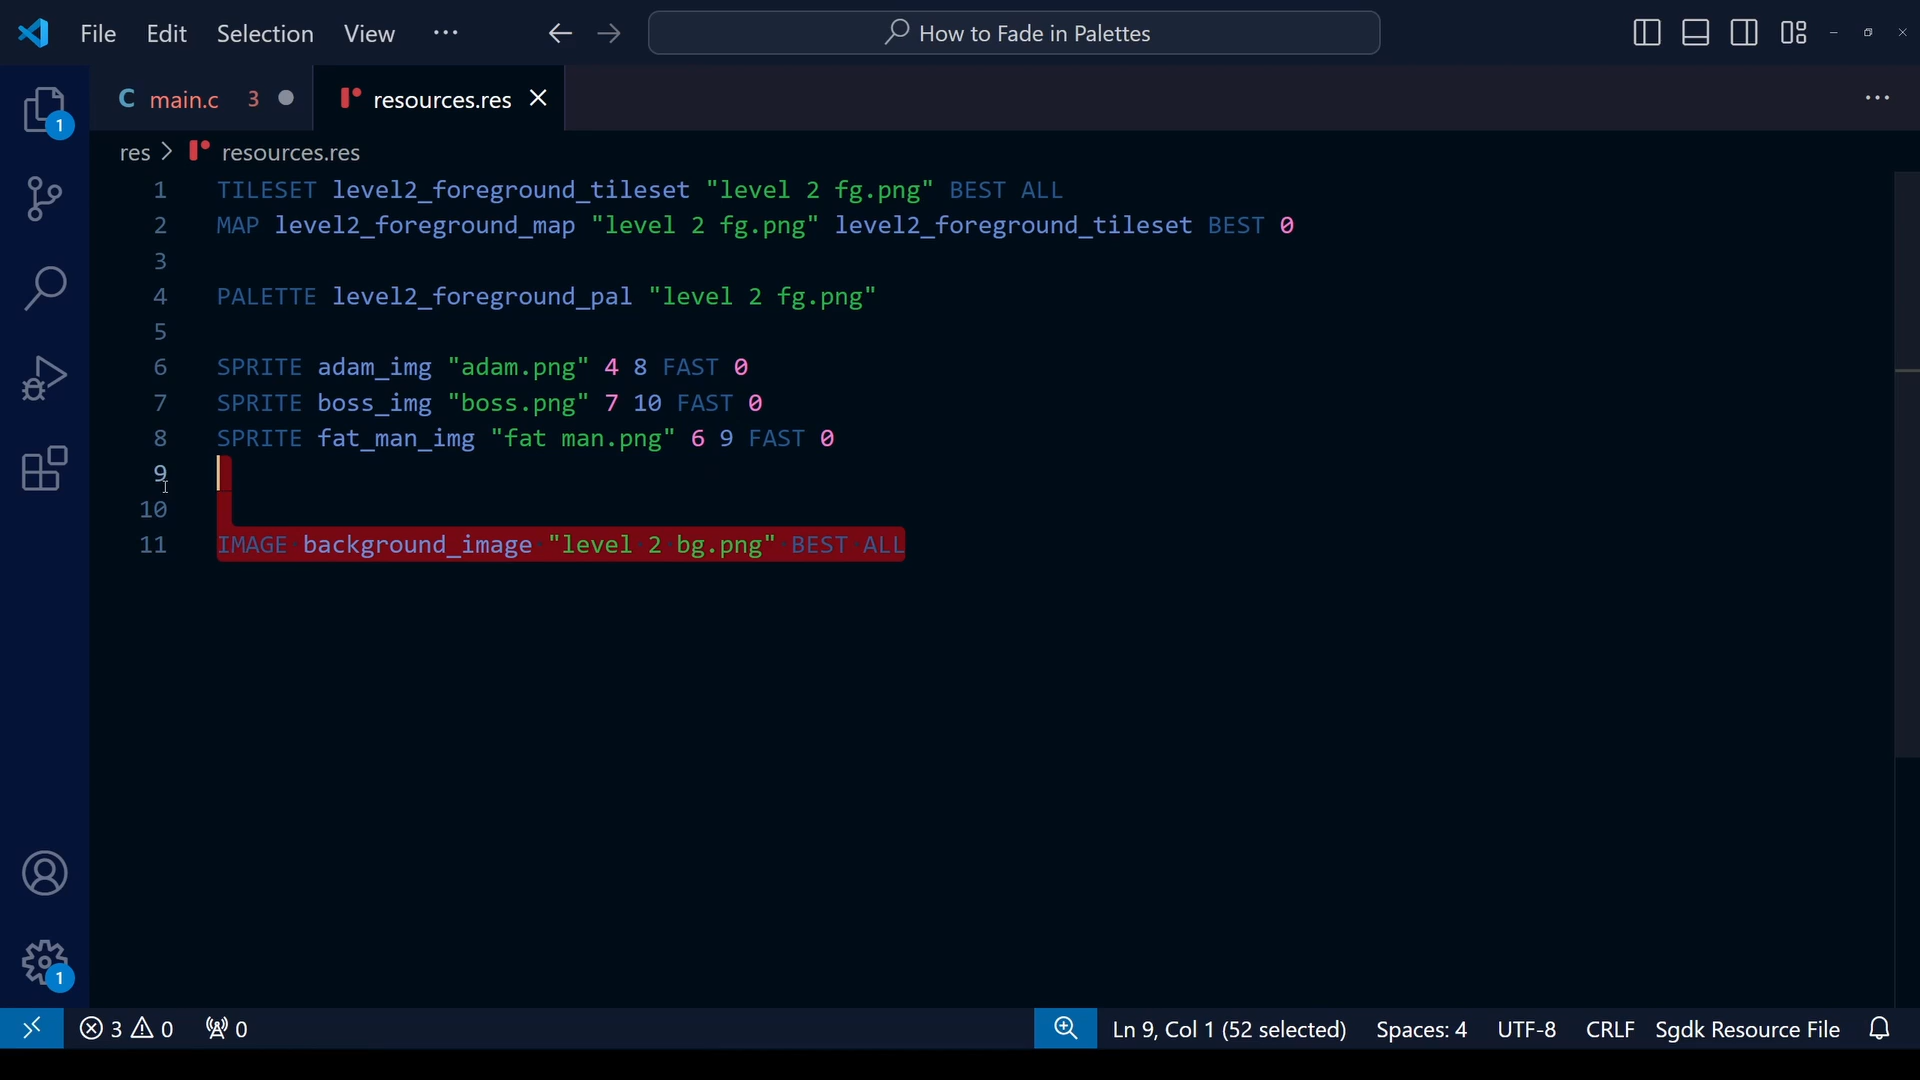 File Edit Selection View ··· How to Fade in Palettes
1
C main.c 3 resources.res
res > resources.res
1 TILESET level2_foreground_tileset "level 2 fg.png" BEST ALL
2 MAP level2_foreground_map "level 2 fg.png" level2_foreground_tileset BEST 0
3
4 PALETTE level2_foreground_pal "level 2 fg.png"
5
6 SPRITE adam_img "adam.png" 4 8 FAST 0
7 SPRITE boss_img "boss.png" 7 10 FAST 0
8 SPRITE fat_man_img "fat man.png" 6 9 FAST 0
9
10
11 IMAGE background_image "level 2 bg.png" BEST ALL
1
3 0 0 Ln 9, Col 1 (52 selected) Spaces: 4 UTF-8 CRLF Sgdk Resource File